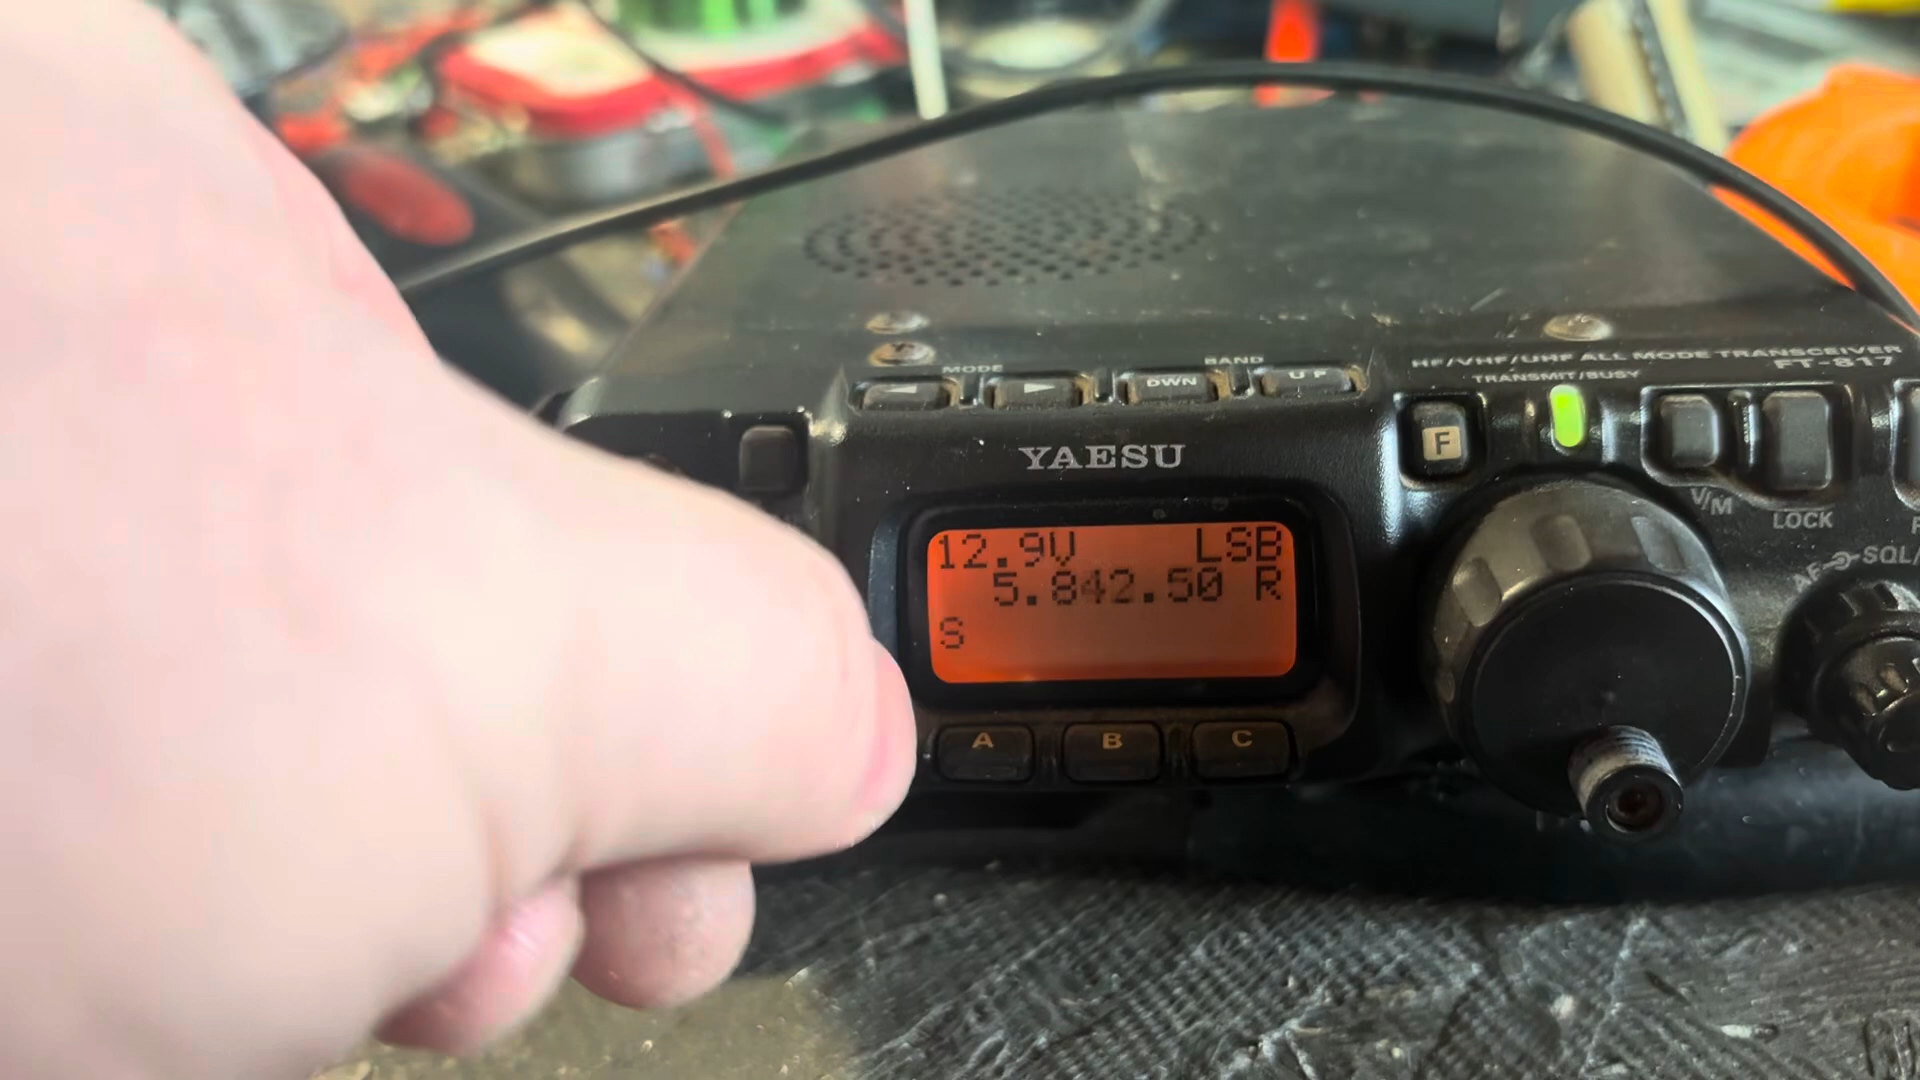 MODE
BAND
HF/VHF/UHF ALL MODE TRANSCEIVER
FT-817
TRANSMIT/BUSY
DWN
UP
F
YAESU
V/M
LOCK
AF
SQL/
12.9V LSB
5.842.50 R
S
A
B
C